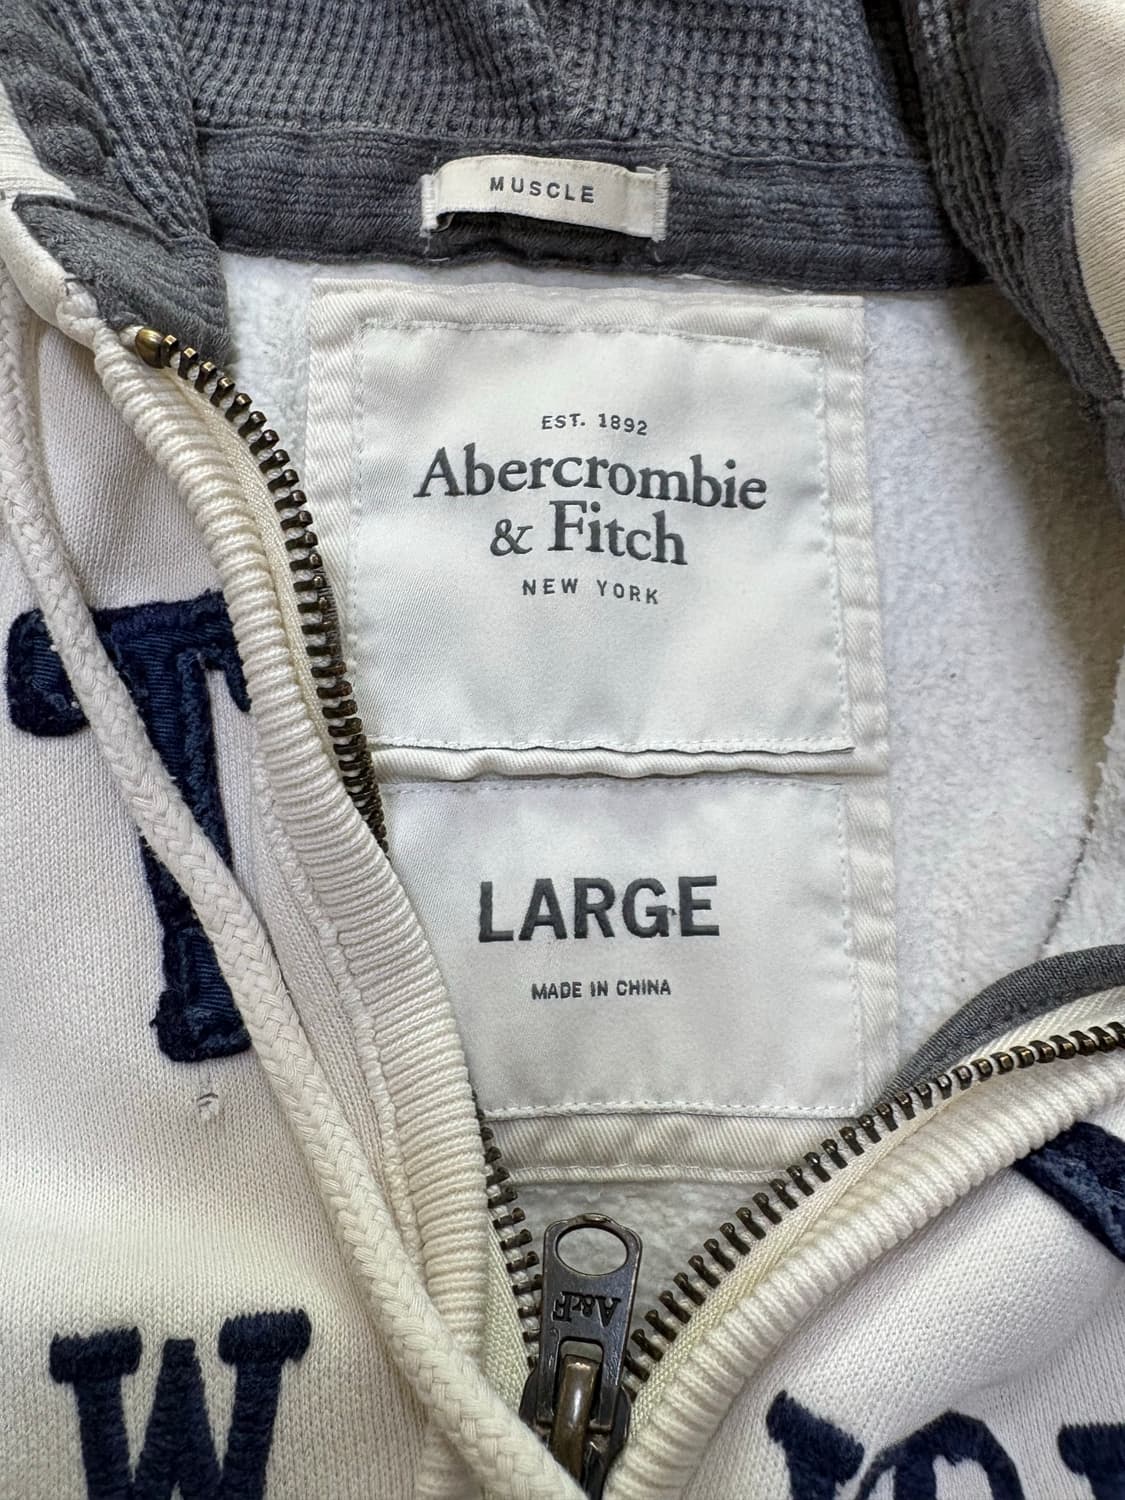 MUSCLE
EST. 1892
Abercrombie
& Fitch
NEW YORK
LARGE
MADE IN CHINA
A&F
T
W